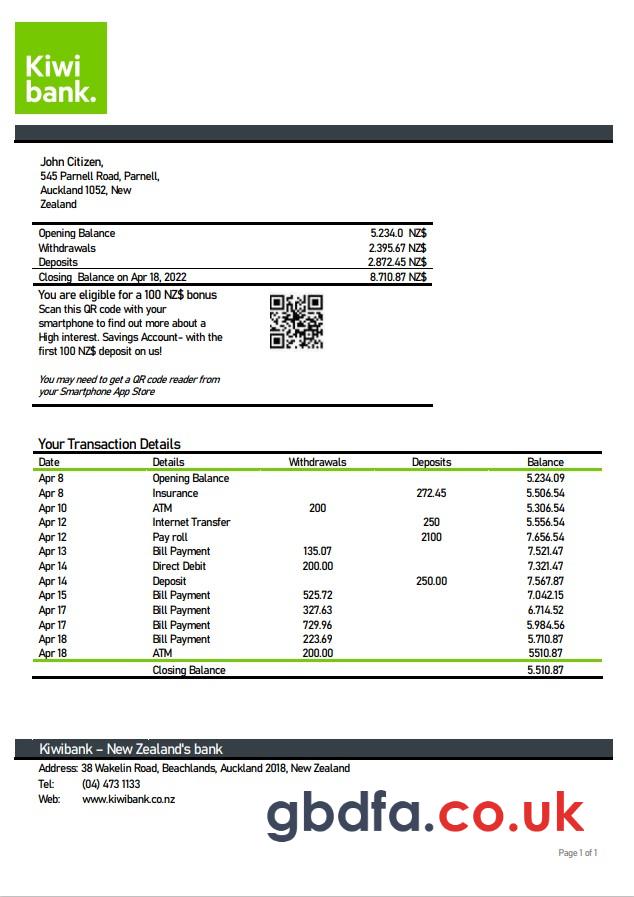 Kiwi
bank.
John Citizen,
545 Parnell Road, Parnell,
Auckland 1052, New
Zealand
Opening Balance 5.234.0 NZ$
Withdrawals 2.395.67 NZ$
Deposits 2.872.45 NZ$
Closing Balance on Apr 18, 2022 8.710.87 NZ$
You are eligible for a 100 NZ$ bonus
Scan this QR code with your
smartphone to find out more about a
High interest. Savings Account- with the
first 100 NZ$ deposit on us!
You may need to get a QR code reader from
your Smartphone App Store
Your Transaction Details
Date Details Withdrawals Deposits Balance
Apr 8 Opening Balance 5.234.09
Apr 8 Insurance 272.45 5.506.54
Apr 10 ATM 200 5.306.54
Apr 12 Internet Transfer 250 5.556.54
Apr 12 Pay roll 2100 7.656.54
Apr 13 Bill Payment 135.07 7.521.47
Apr 14 Direct Debit 200.00 7.321.47
Apr 14 Deposit 250.00 7.567.87
Apr 15 Bill Payment 525.72 7.042.15
Apr 17 Bill Payment 327.63 6.714.52
Apr 17 Bill Payment 729.96 5.984.56
Apr 18 Bill Payment 223.69 5.710.87
Apr 18 ATM 200.00 5510.87
Closing Balance 5.510.87
Kiwibank – New Zealand's bank
Address: 38 Wakelin Road, Beachlands, Auckland 2018, New Zealand
Tel: (04) 473 1133
Web: www.kiwibank.co.nz
gbdfa.co.uk
Page 1 of 1